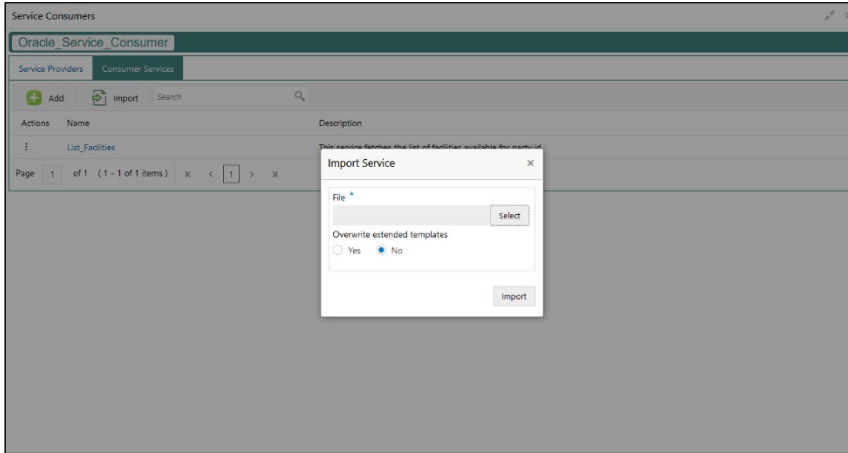 Service Consumers
Oracle_Service_Consumer
Service Providers Consumer Services
Add Import Search
Actions Name Description
List_Facilities This service fetches the list of facilities available for party id
Page 1 of 1 (1 - 1 of 1 items) K < 1 > X
Import Service ×
File *
Select
Overwrite extended templates
Yes No
Import